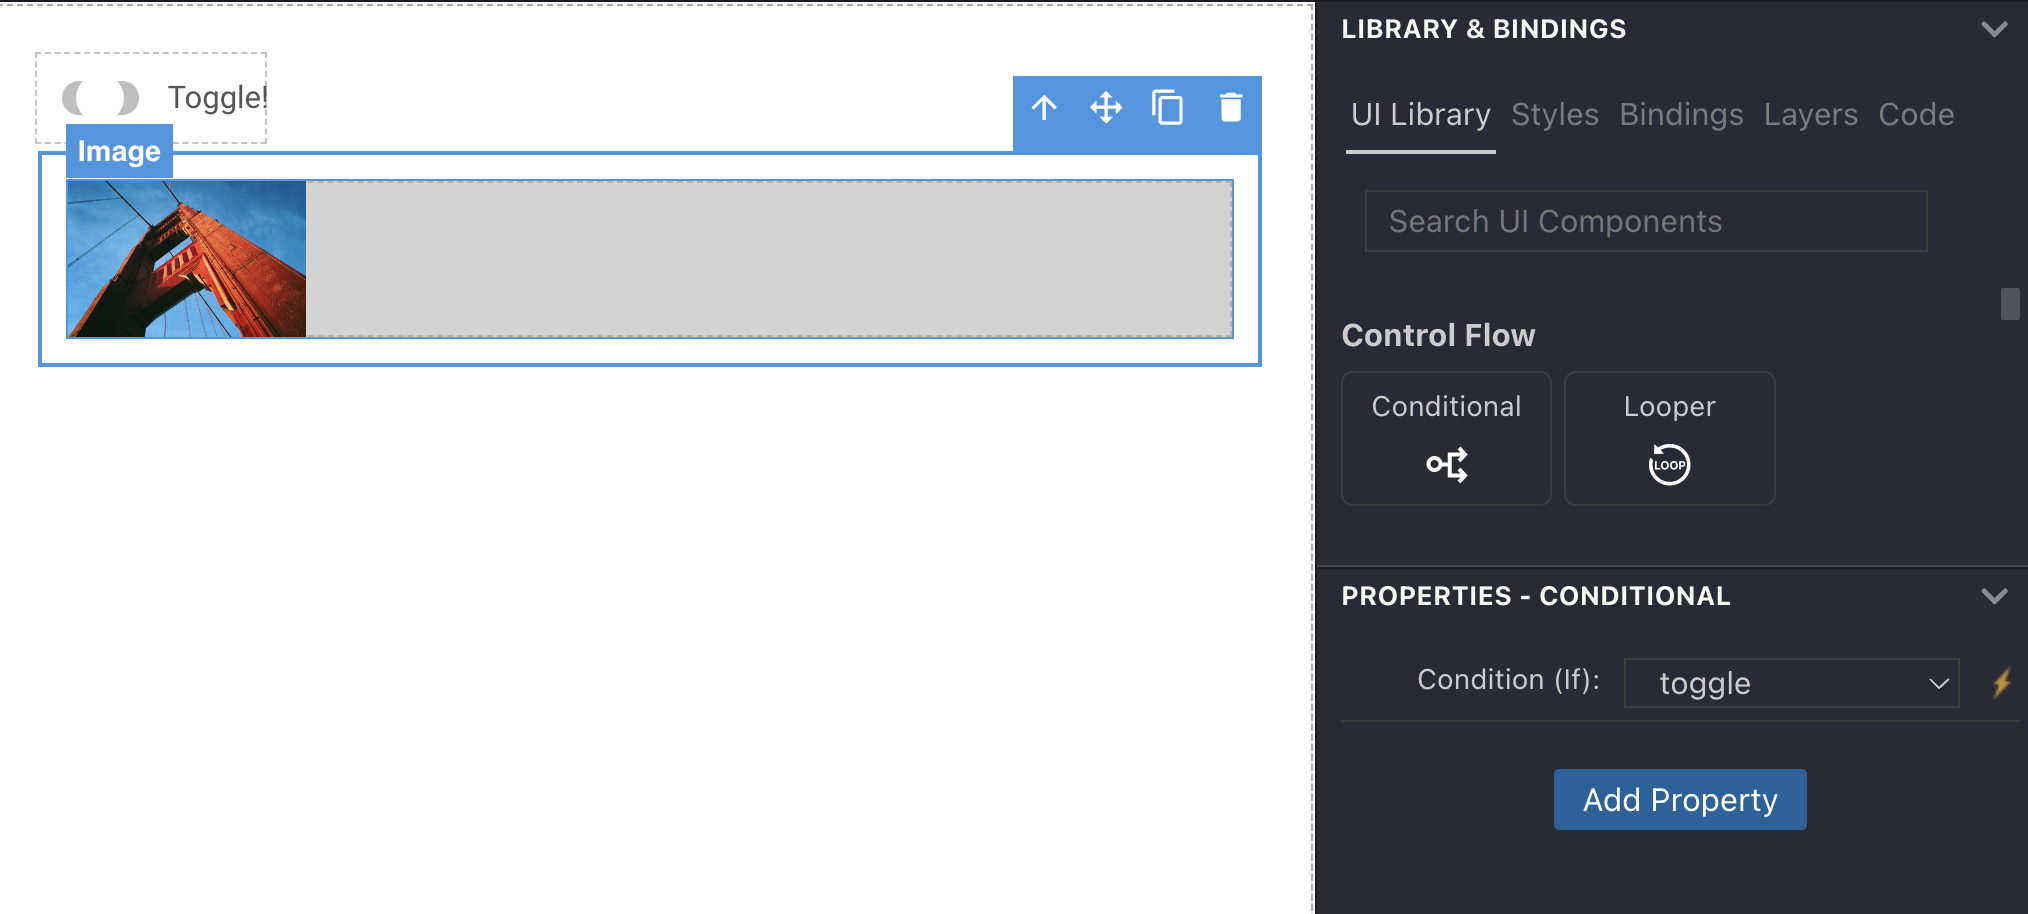 Toggle!
Image
LIBRARY & BINDINGS
UI Library Styles Bindings Layers Code
Search UI Components
Control Flow
Conditional Looper
LOOP
PROPERTIES - CONDITIONAL
Condition (If): toggle
Add Property